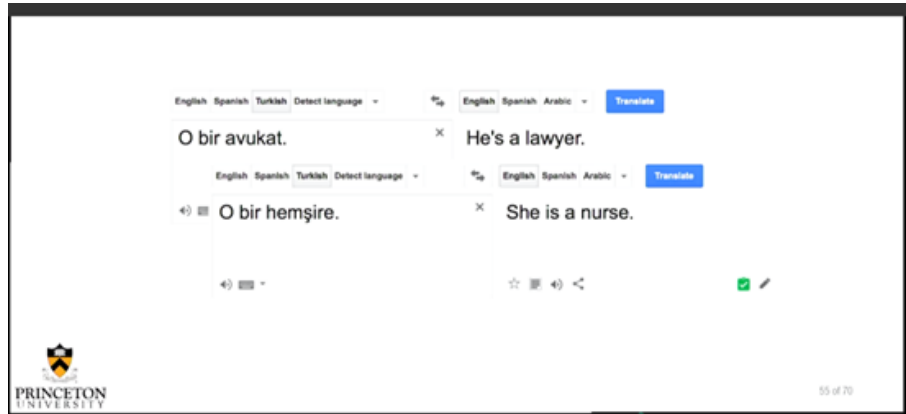 English Spanish Turkish Detect language
English Spanish Arabic Translate
O bir avukat.
He's a lawyer.
English Spanish Turkish Detect language
English Spanish Arabic Translate
O bir hemşire.
She is a nurse.
PRINCETON
UNIVERSITY
55 of 70